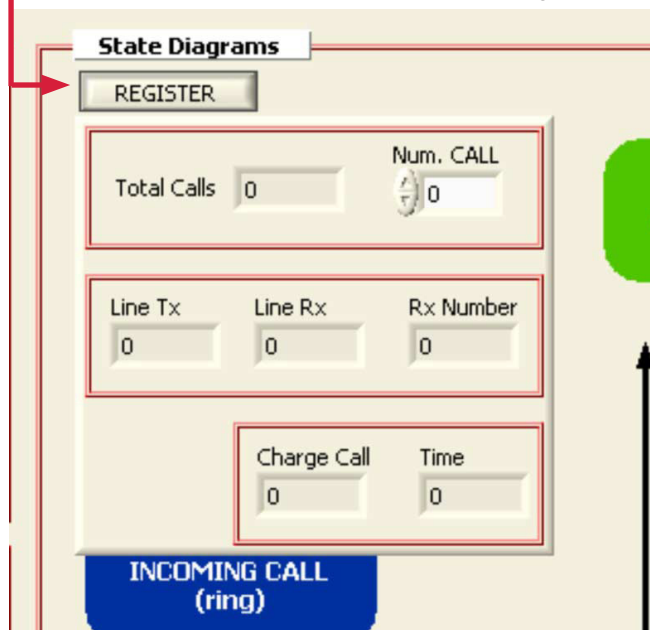 State Diagrams
REGISTER
Num. CALL
Total Calls 0 0
Line Tx Line Rx Rx Number
0 0 0
Charge Call Time
0 0
INCOMING CALL
(ring)